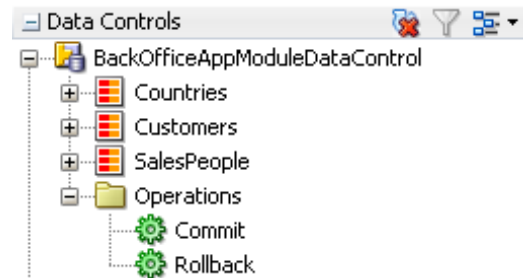 Data Controls
BackOfficeAppModuleDataControl
Countries
Customers
SalesPeople
Operations
Commit
Rollback